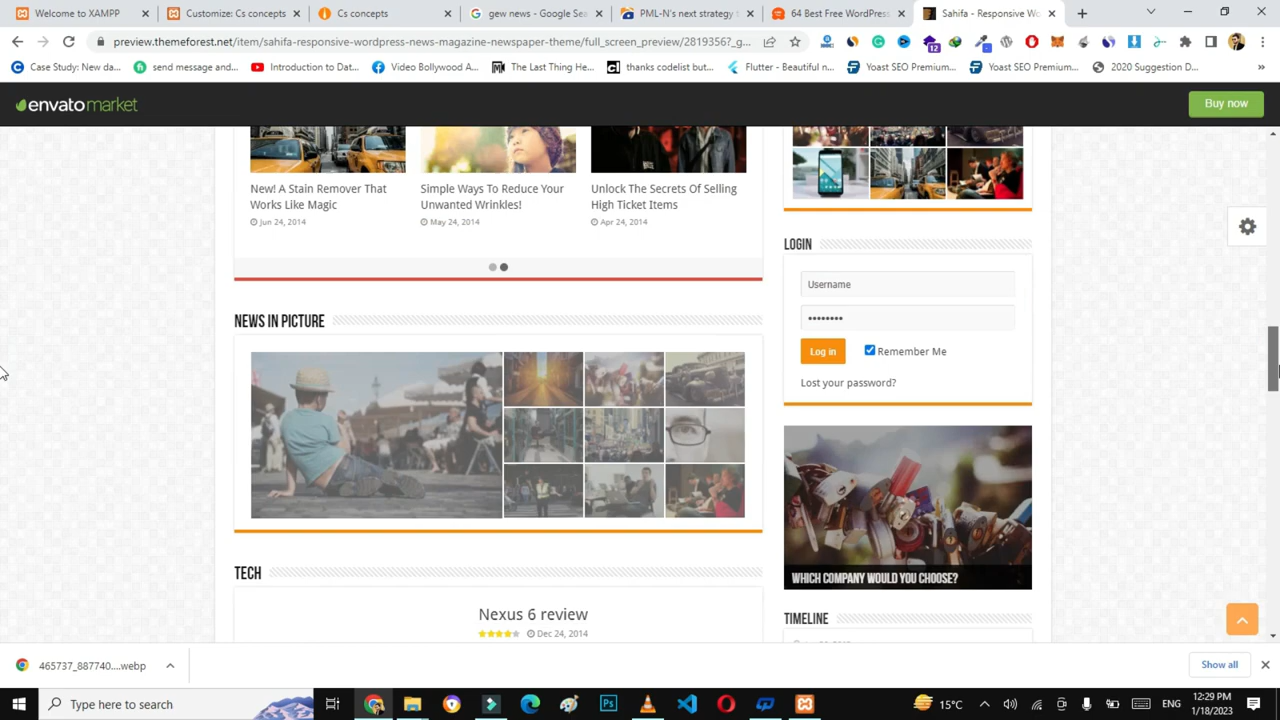 Welcome to XAMPP
Customize Cs concepts
Cs concepts
gew news - Google Sea
PML-N's next strategy t
64 Best Free WordPress
Sahifa - Responsive Wo
preview.themeforest.net/item/sahifa-responsive-wordpress-news-magazine-newspaper-theme/full_screen_preview/2819356?_g...
12
Case Study: New da...
send message and...
Introduction to Dat...
Video Bollywood A...
The Last Thing He...
thanks codelist but...
Flutter - Beautiful n...
Yoast SEO Premium...
Yoast SEO Premium...
2020 Suggestion D...
»
envatomarket
Buy now
New! A Stain Remover That
Works Like Magic
Jun 24, 2014
Simple Ways To Reduce Your
Unwanted Wrinkles!
May 24, 2014
Unlock The Secrets Of Selling
High Ticket Items
Apr 24, 2014
LOGIN
Username
••••••••
Log in
Remember Me
Lost your password?
NEWS IN PICTURE
WHICH COMPANY WOULD YOU CHOOSE?
TECH
Nexus 6 review
Dec 24, 2014
TIMELINE
465737_887740....webp
Show all
Type here to search
Ps
15°C
ENG
12:29 PM
1/18/2023